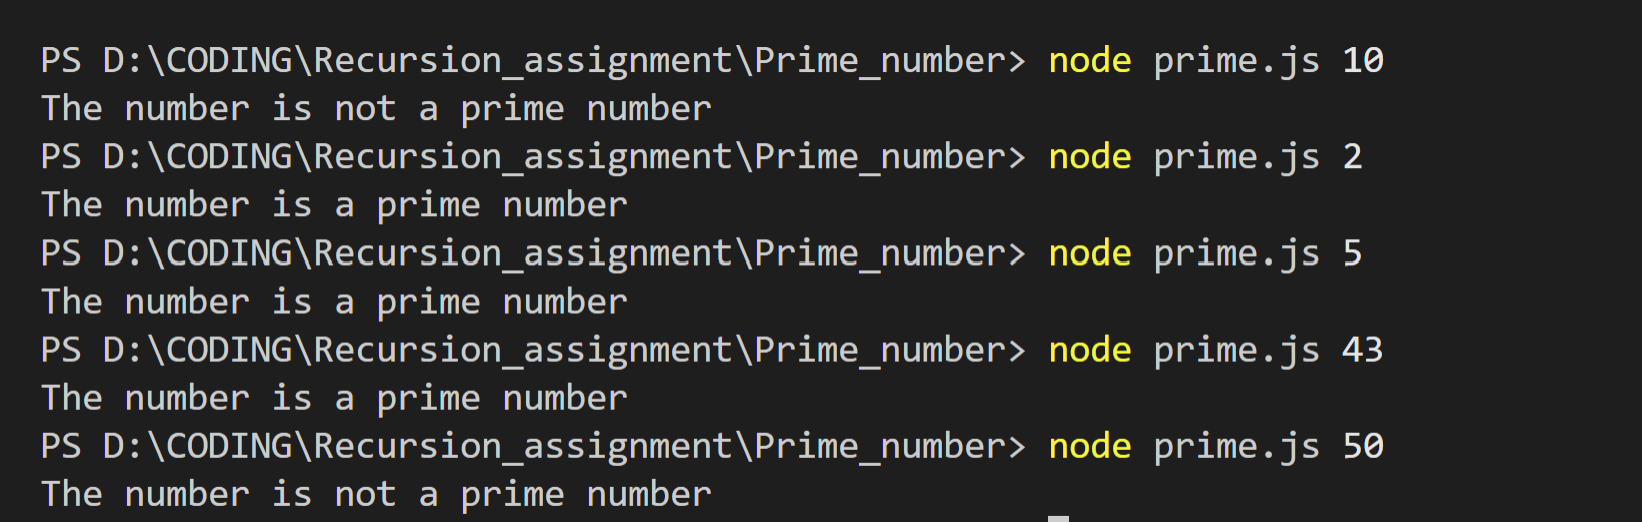 PS D:\CODING\Recursion_assignment\Prime_number> node prime.js 10
The number is not a prime number
PS D:\CODING\Recursion_assignment\Prime_number> node prime.js 2
The number is a prime number
PS D:\CODING\Recursion_assignment\Prime_number> node prime.js 5
The number is a prime number
PS D:\CODING\Recursion_assignment\Prime_number> node prime.js 43
The number is a prime number
PS D:\CODING\Recursion_assignment\Prime_number> node prime.js 50
The number is not a prime number